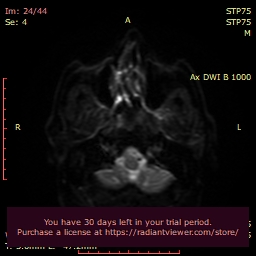 Im: 24/44
Se: 4
STP75
STP75
M
A
Ax DWI B 1000
R
L
You have 30 days left in your trial period.
Purchase a license at https://radiantviewer.com/store/